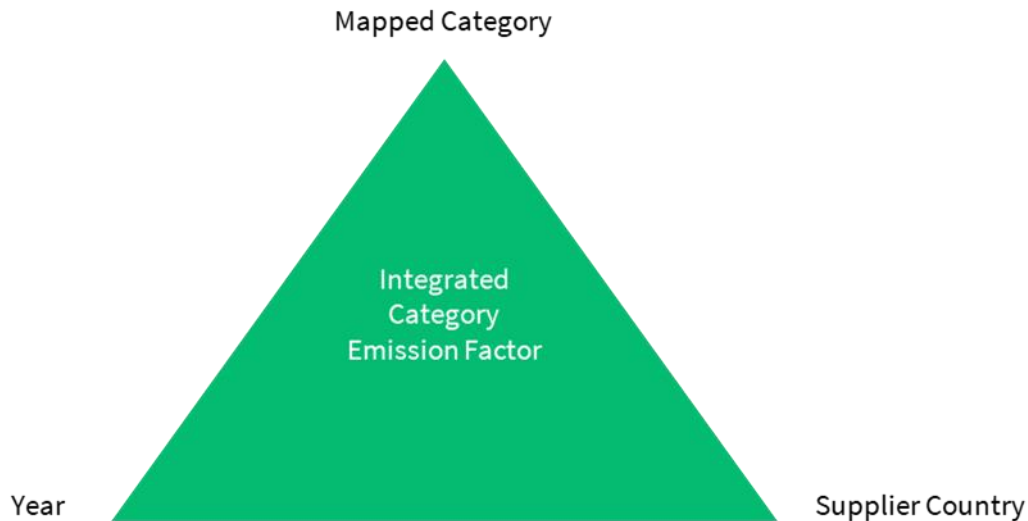 Mapped Category
Integrated
Category
Emission Factor
Year
Supplier Country